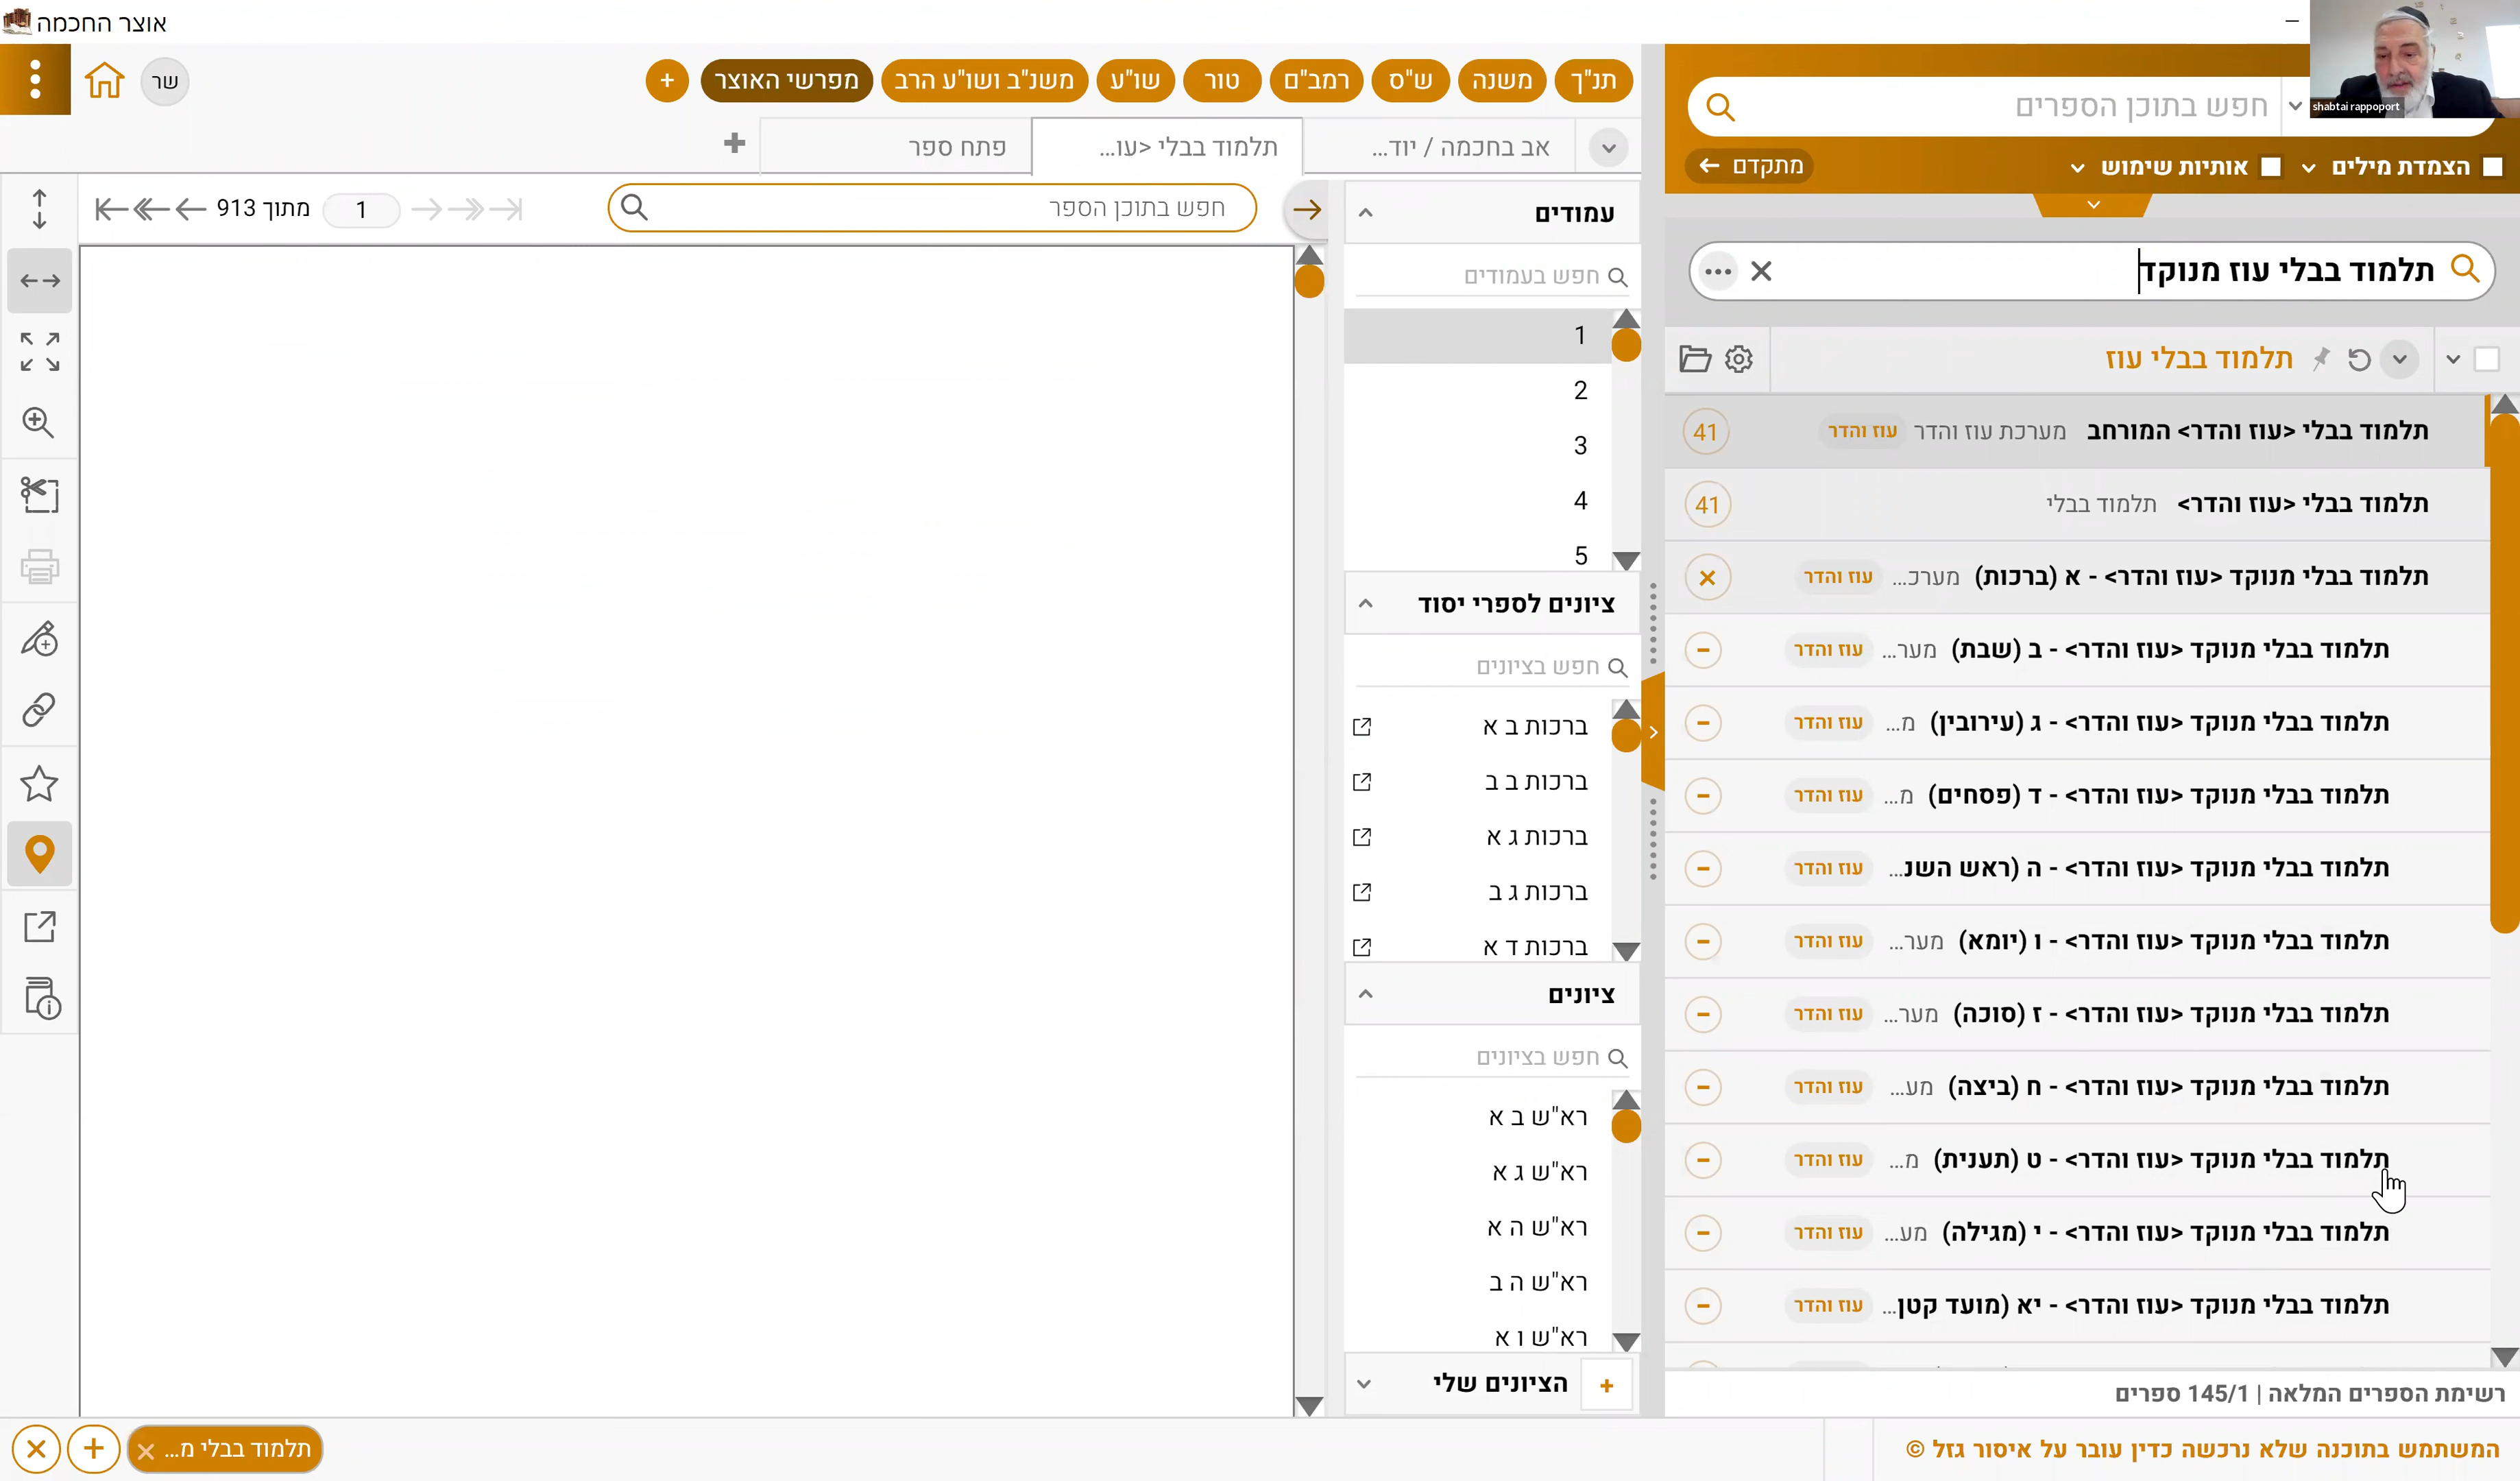 אוצר החכמה
shabtai rappoport
חפש בתוכן הספרים
הצמדת מילים
אותיות שימוש
מתקדם
תלמוד בבלי עוז מנוקד
תלמוד בבלי עוז
תלמוד בבלי <עוז והדר> המורחב מערכת עוז והדר עוז והדר 41
תלמוד בבלי <עוז והדר> תלמוד בבלי 41
תלמוד בבלי מנוקד <עוז והדר> - א (ברכות) מערכ... עוז והדר
תלמוד בבלי מנוקד <עוז והדר> - ב (שבת) מער... עוז והדר
תלמוד בבלי מנוקד <עוז והדר> - ג (עירובין) מ... עוז והדר
תלמוד בבלי מנוקד <עוז והדר> - ד (פסחים) מ... עוז והדר
תלמוד בבלי מנוקד <עוז והדר> - ה (ראש השנ... עוז והדר
תלמוד בבלי מנוקד <עוז והדר> - ו (יומא) מער... עוז והדר
תלמוד בבלי מנוקד <עוז והדר> - ז (סוכה) מער... עוז והדר
תלמוד בבלי מנוקד <עוז והדר> - ח (ביצה) מע... עוז והדר
תלמוד בבלי מנוקד <עוז והדר> - ט (תענית) מ... עוז והדר
תלמוד בבלי מנוקד <עוז והדר> - י (מגילה) מע... עוז והדר
תלמוד בבלי מנוקד <עוז והדר> - יא (מועד קטן... עוז והדר
רשימת הספרים המלאה | 145/1 ספרים
המשתמש בתוכנה שלא נרכשה כדין עובר על איסור גזל ©
תנ"ך משנה ש"ס רמב"ם טור שו"ע משנ"ב ושו"ע הרב מפרשי האוצר +
שר
אב בחכמה / יוד...
תלמוד בבלי <עו...
פתח ספר
חפש בתוכן הספר
1 מתוך 913
עמודים
חפש בעמודים
1
2
3
4
5
ציונים לספרי יסוד
חפש בציונים
ברכות ב א
ברכות ב ב
ברכות ג א
ברכות ג ב
ברכות ד א
ציונים
חפש בציונים
רא"ש ב א
רא"ש ג א
רא"ש ה א
רא"ש ה ב
רא"ש ו א
הציונים שלי
תלמוד בבלי מ...